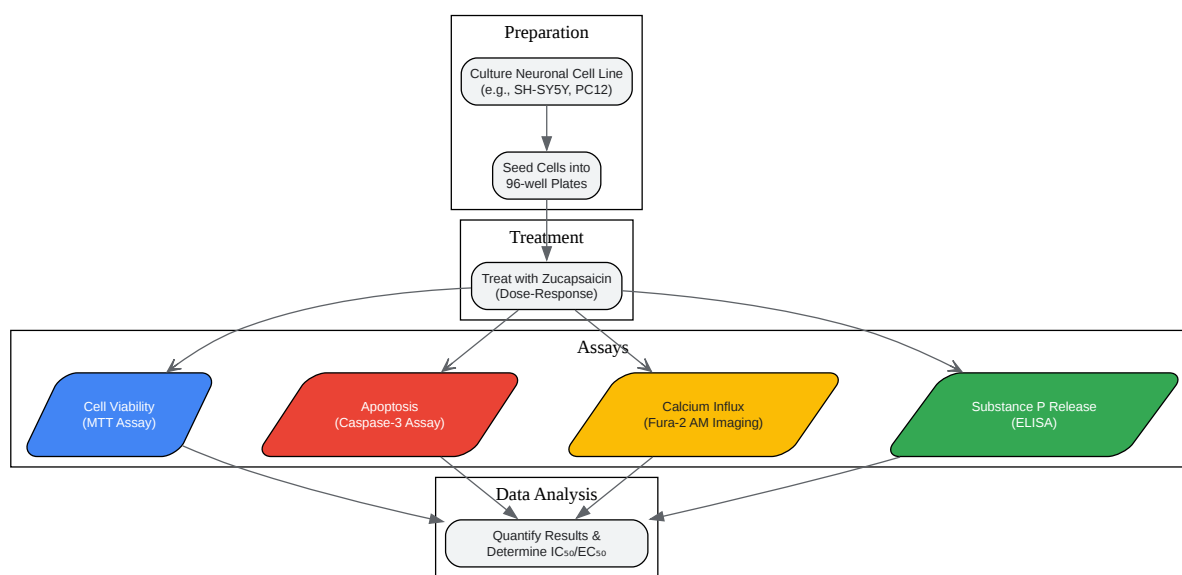 Preparation
Culture Neuronal Cell Line
(e.g., SH-SY5Y, PC12)
Seed Cells into
96-well Plates
Treatment
Treat with Zucapsaicin
(Dose-Response)
Assays
Cell Viability
(MTT Assay)
Apoptosis
(Caspase-3 Assay)
Calcium Influx
(Fura-2 AM Imaging)
Substance P Release
(ELISA)
Data Analysis
Quantify Results &
Determine IC₅₀/EC₅₀